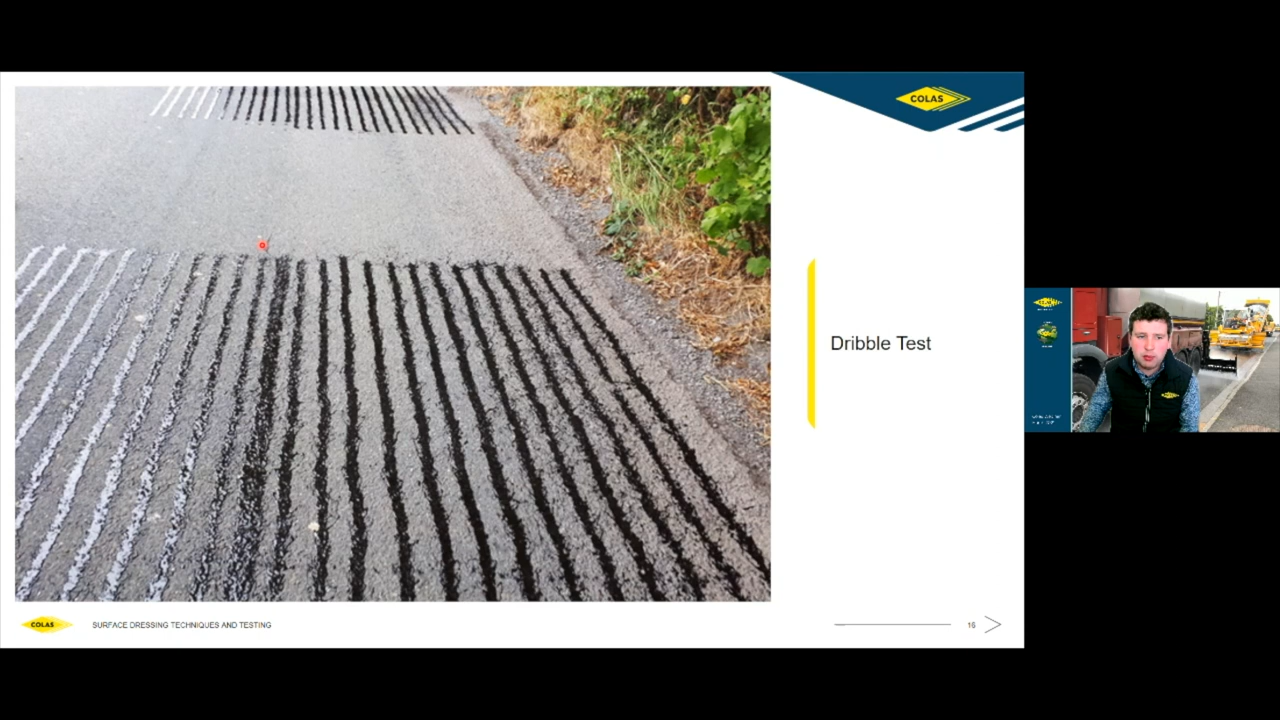 COLAS
Dribble Test
COLAS
SURFACE DRESSING TECHNIQUES AND TESTING
16